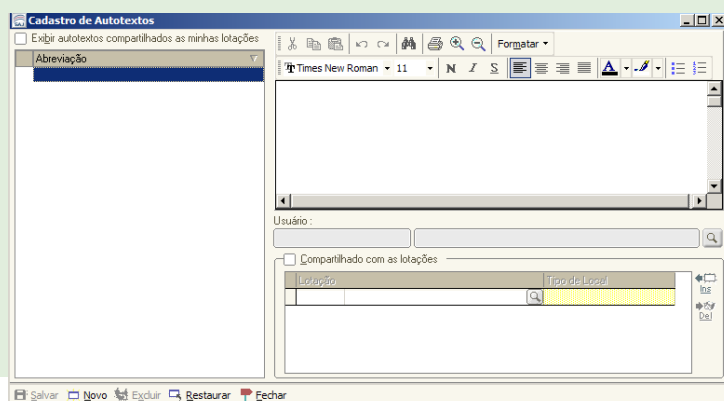 Cadastro de Autotextos
Exibir autotextos compartilhados as minhas lotações
Abreviação
Formatar
Times New Roman 11 N I S A
Usuário :
Compartilhado com as lotações
Lotação Tipo de Local
Ins
Del
Salvar Novo Excluir Restaurar Fechar